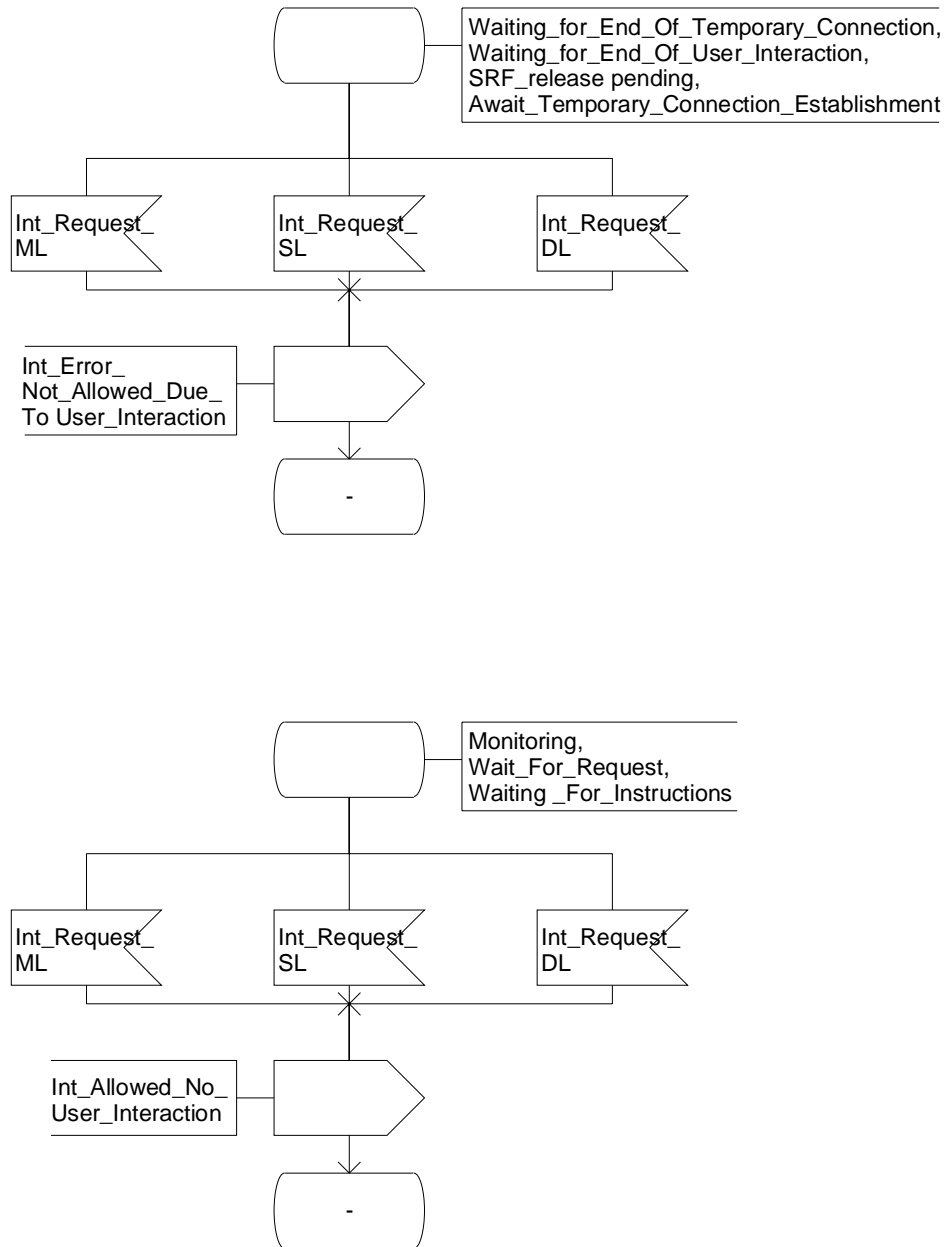 Waiting_for_End_Of_Temporary_Connection,
Waiting_for_End_Of_User_Interaction,
SRF_release pending,
Await_Temporary_Connection_Establishment
Int_Request_
ML
Int_Request_
SL
Int_Request_
DL
Int_Error_
Not_Allowed_Due_
To User_Interaction
-
Monitoring,
Wait_For_Request,
Waiting _For_Instructions
Int_Request_
ML
Int_Request_
SL
Int_Request_
DL
Int_Allowed_No_
User_Interaction
-